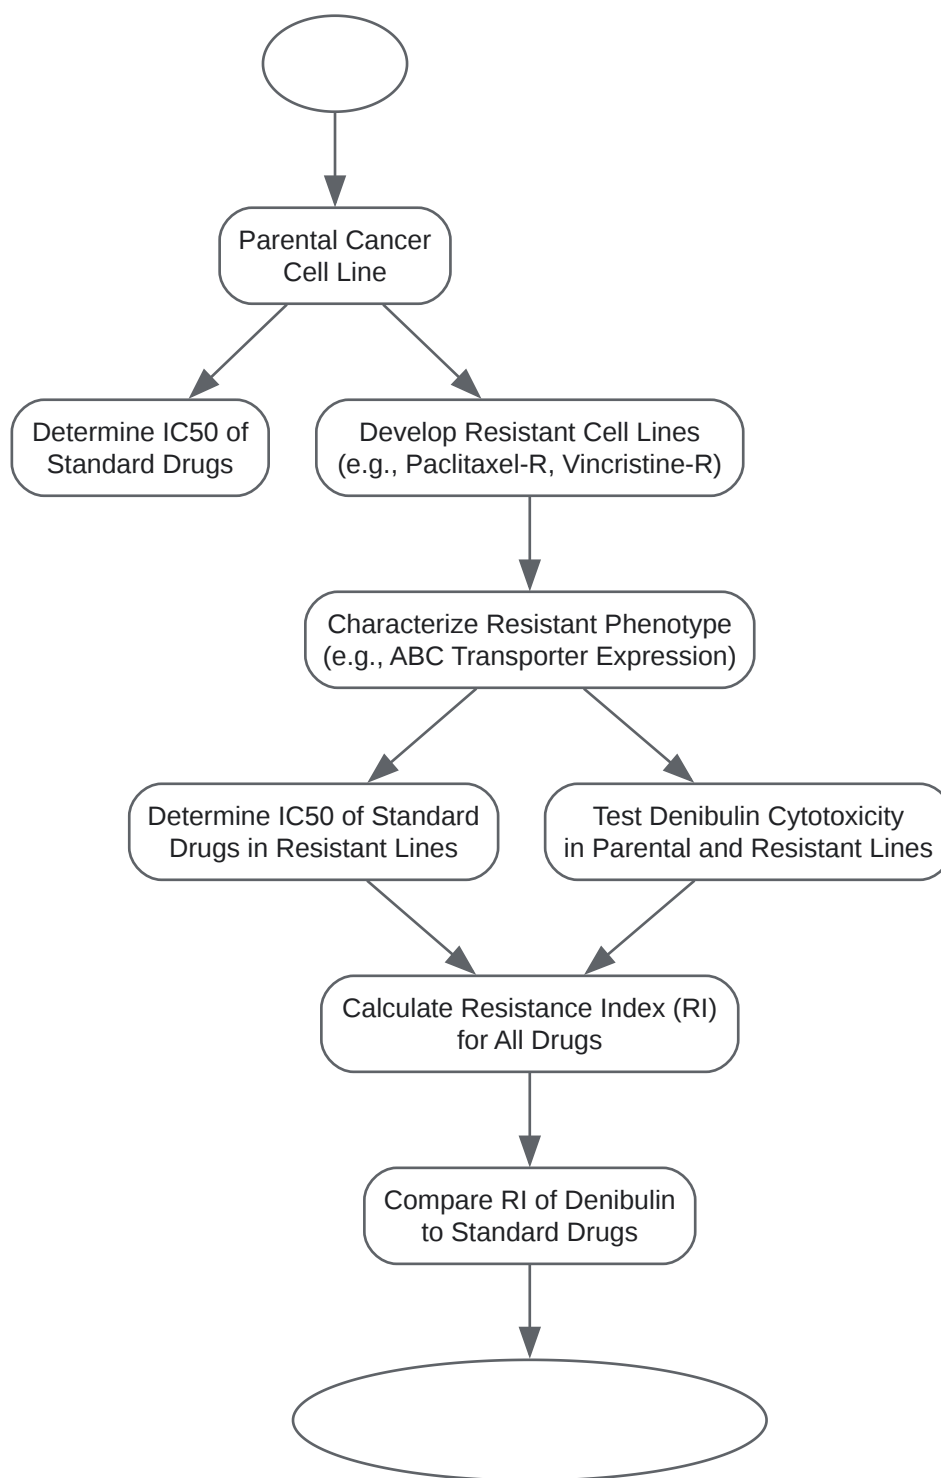 Parental Cancer
Cell Line
Determine IC50 of
Standard Drugs
Develop Resistant Cell Lines
(e.g., Paclitaxel-R, Vincristine-R)
Characterize Resistant Phenotype
(e.g., ABC Transporter Expression)
Determine IC50 of Standard
Drugs in Resistant Lines
Test Denibulin Cytotoxicity
in Parental and Resistant Lines
Calculate Resistance Index (RI)
for All Drugs
Compare RI of Denibulin
to Standard Drugs